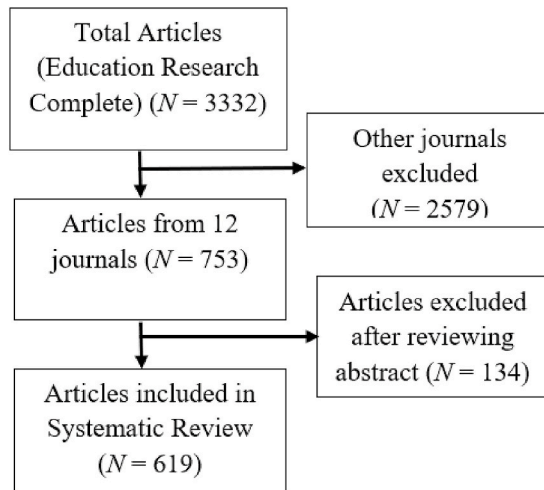 Total Articles
(Education Research
Complete) (N = 3332)
Other journals
excluded
(N = 2579)
Articles from 12
journals (N = 753)
Articles excluded
after reviewing
abstract (N = 134)
Articles included in
Systematic Review
(N = 619)